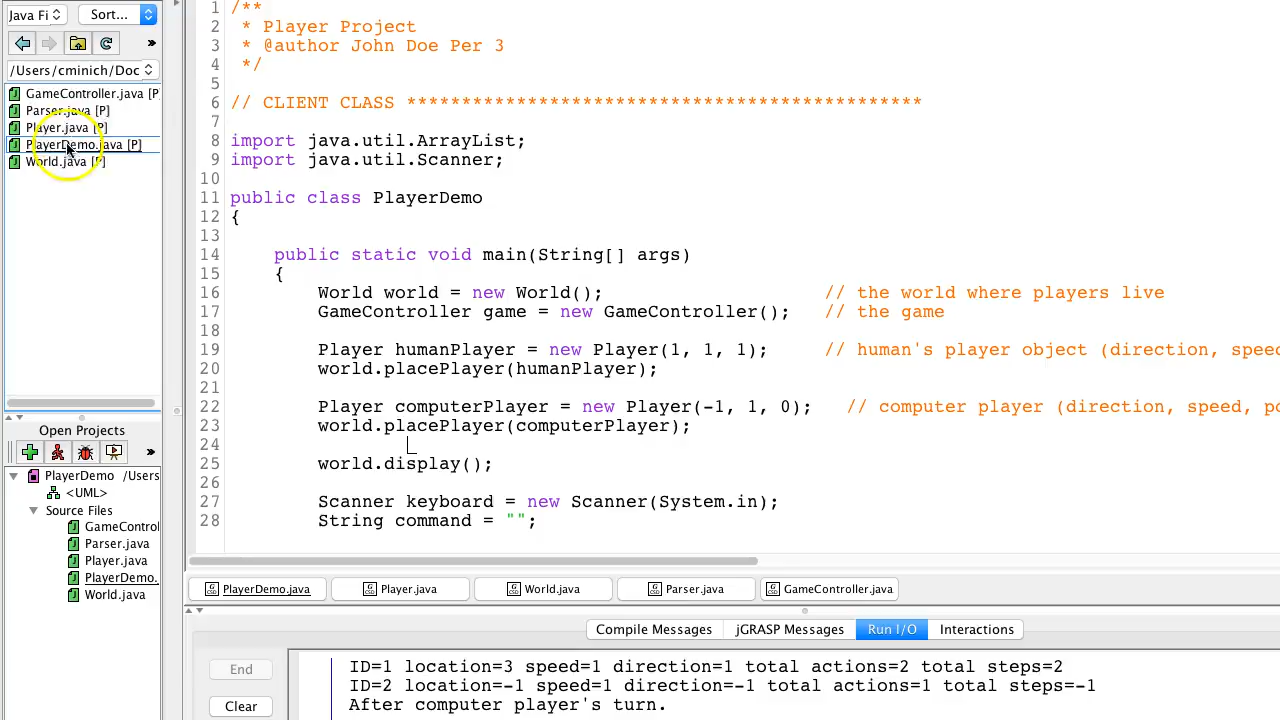 Java Fi Sort...
/Users/cminich/Doc
GameController.java [P
Parser.java [P]
Player.java [P]
PlayerDemo.java [P]
World.java [P]
Open Projects
PlayerDemo /Users
<UML>
Source Files
GameControl
Parser.java
Player.java
PlayerDemo.
World.java
1 /**
2 * Player Project
3 * @author John Doe Per 3
4 */
5
6 // CLIENT CLASS ***********************************************
7
8 import java.util.ArrayList;
9 import java.util.Scanner;
10
11 public class PlayerDemo
12 {
13
14 public static void main(String[] args)
15 {
16 World world = new World(); // the world where players live
17 GameController game = new GameController(); // the game
18
19 Player humanPlayer = new Player(1, 1, 1); // human's player object (direction, speed
20 world.placePlayer(humanPlayer);
21
22 Player computerPlayer = new Player(-1, 1, 0); // computer player (direction, speed, po
23 world.placePlayer(computerPlayer);
24
25 world.display();
26
27 Scanner keyboard = new Scanner(System.in);
28 String command = "";
PlayerDemo.java Player.java World.java Parser.java GameController.java
Compile Messages jGRASP Messages Run I/O Interactions
End
Clear
ID=1 location=3 speed=1 direction=1 total actions=2 total steps=2
ID=2 location=-1 speed=1 direction=-1 total actions=1 total steps=-1
After computer player's turn.